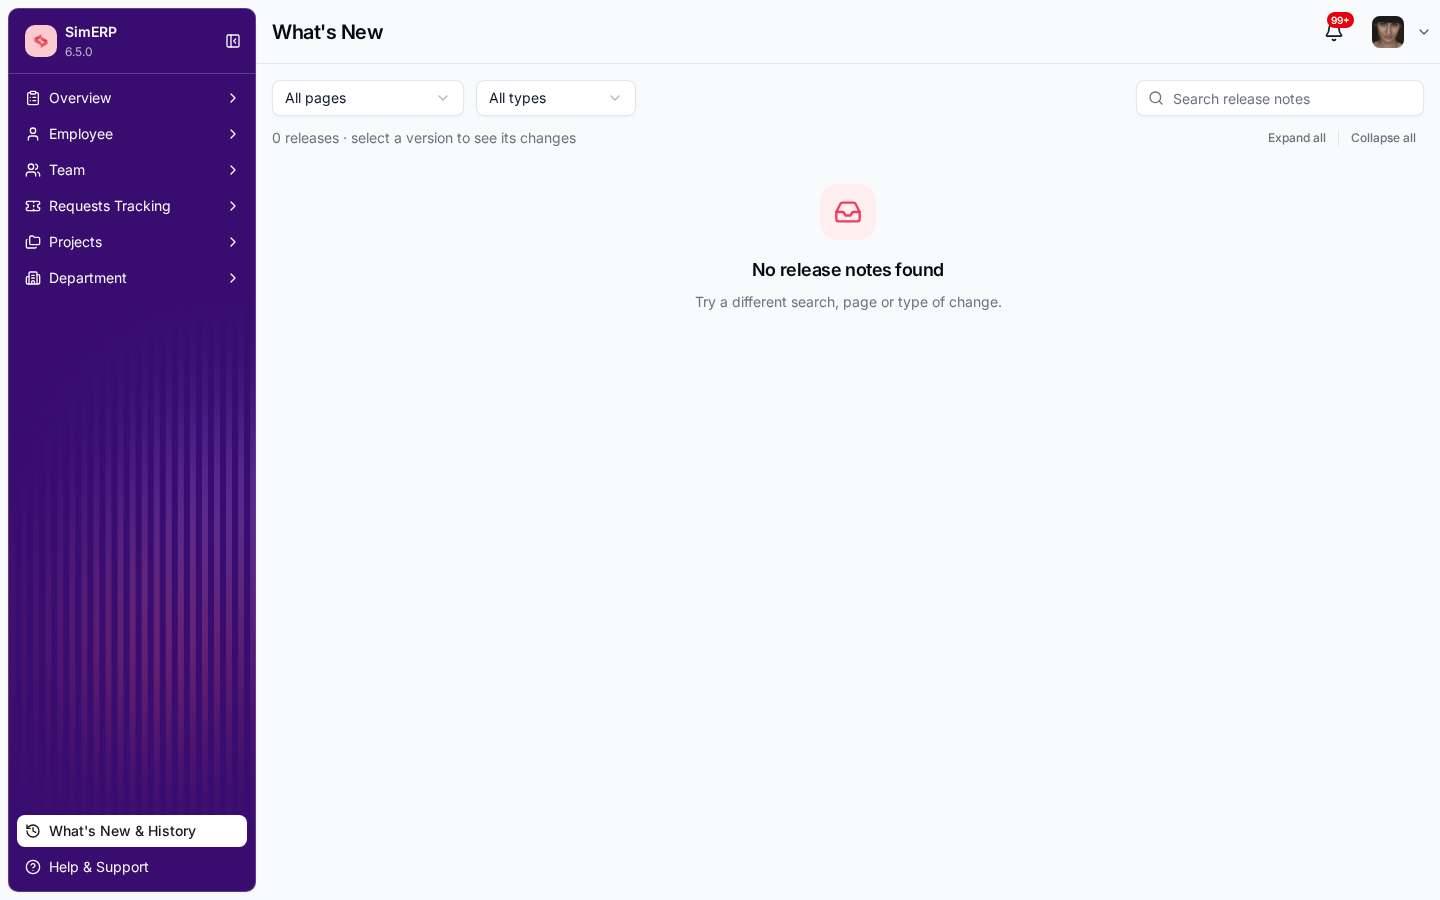 SimERP
6.5.0
Overview
Employee
Team
Requests Tracking
Projects
Department
What's New & History
Help & Support
What's New
99+
All pages
All types
Search release notes
0 releases · select a version to see its changes
Expand all
Collapse all
No release notes found
Try a different search, page or type of change.